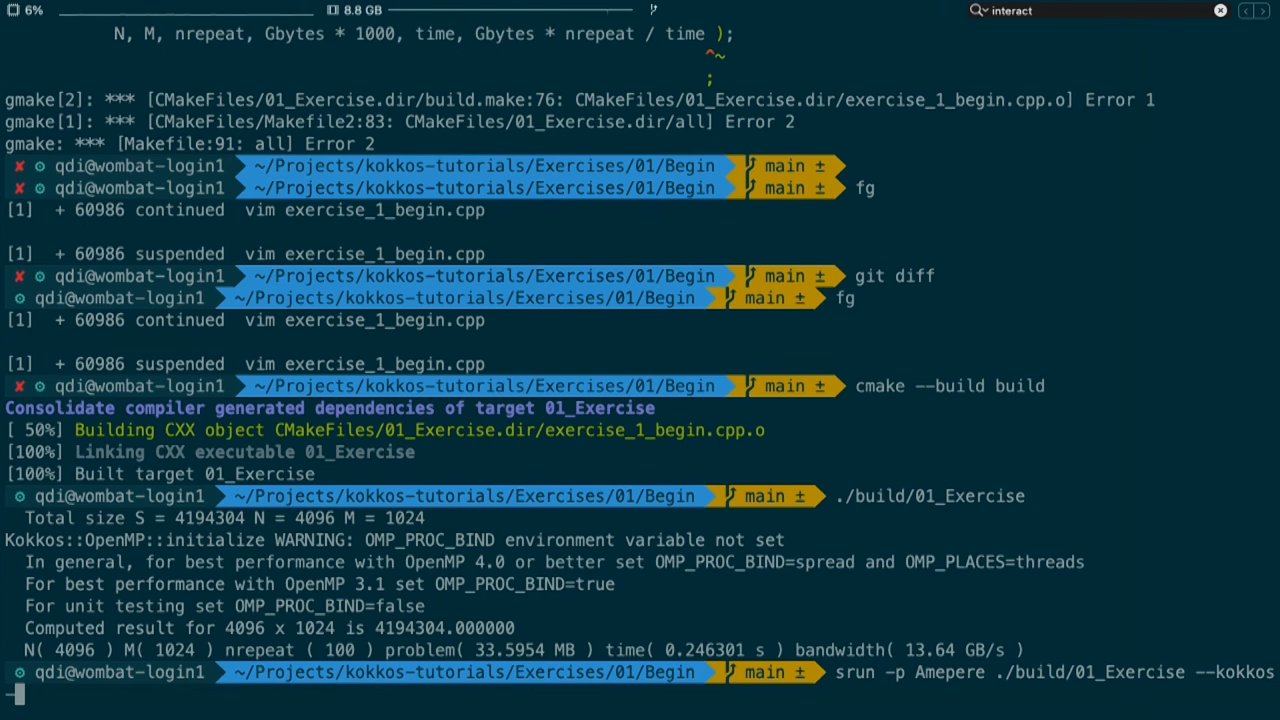 6% 8.8 GB interact
N, M, nrepeat, Gbytes * 1000, time, Gbytes * nrepeat / time );
^~
;
gmake[2]: *** [CMakeFiles/01_Exercise.dir/build.make:76: CMakeFiles/01_Exercise.dir/exercise_1_begin.cpp.o] Error 1
gmake[1]: *** [CMakeFiles/Makefile2:83: CMakeFiles/01_Exercise.dir/all] Error 2
gmake: *** [Makefile:91: all] Error 2
✘ ⚙ qdi@wombat-login1 ~/Projects/kokkos-tutorials/Exercises/01/Begin main ±
✘ ⚙ qdi@wombat-login1 ~/Projects/kokkos-tutorials/Exercises/01/Begin main ± fg
[1]  + 60986 continued  vim exercise_1_begin.cpp
[1]  + 60986 suspended  vim exercise_1_begin.cpp
✘ ⚙ qdi@wombat-login1 ~/Projects/kokkos-tutorials/Exercises/01/Begin main ± git diff
⚙ qdi@wombat-login1 ~/Projects/kokkos-tutorials/Exercises/01/Begin main ± fg
[1]  + 60986 continued  vim exercise_1_begin.cpp
[1]  + 60986 suspended  vim exercise_1_begin.cpp
✘ ⚙ qdi@wombat-login1 ~/Projects/kokkos-tutorials/Exercises/01/Begin main ± cmake --build build
Consolidate compiler generated dependencies of target 01_Exercise
[ 50%] Building CXX object CMakeFiles/01_Exercise.dir/exercise_1_begin.cpp.o
[100%] Linking CXX executable 01_Exercise
[100%] Built target 01_Exercise
⚙ qdi@wombat-login1 ~/Projects/kokkos-tutorials/Exercises/01/Begin main ± ./build/01_Exercise
Total size S = 4194304 N = 4096 M = 1024
Kokkos::OpenMP::initialize WARNING: OMP_PROC_BIND environment variable not set
In general, for best performance with OpenMP 4.0 or better set OMP_PROC_BIND=spread and OMP_PLACES=threads
For best performance with OpenMP 3.1 set OMP_PROC_BIND=true
For unit testing set OMP_PROC_BIND=false
Computed result for 4096 x 1024 is 4194304.000000
N( 4096 ) M( 1024 ) nrepeat ( 100 ) problem( 33.5954 MB ) time( 0.246301 s ) bandwidth( 13.64 GB/s )
⚙ qdi@wombat-login1 ~/Projects/kokkos-tutorials/Exercises/01/Begin main ± srun -p Amepere ./build/01_Exercise --kokkos
-